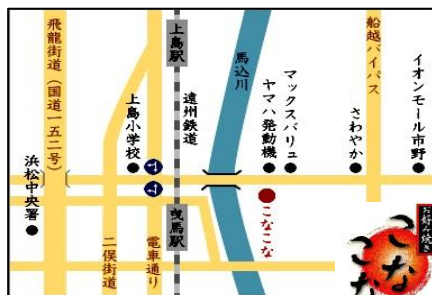 飛龍街道（国道一五二号）
浜松中央署
上島小学校
二俣街道
電車通り
上島駅
曳馬駅
遠州鉄道
馬込川
ヤマハ発動機
マックスバリュ
こなこな
さわやか
船越バイパス
イオンモール市野
お好み焼き
こなこな